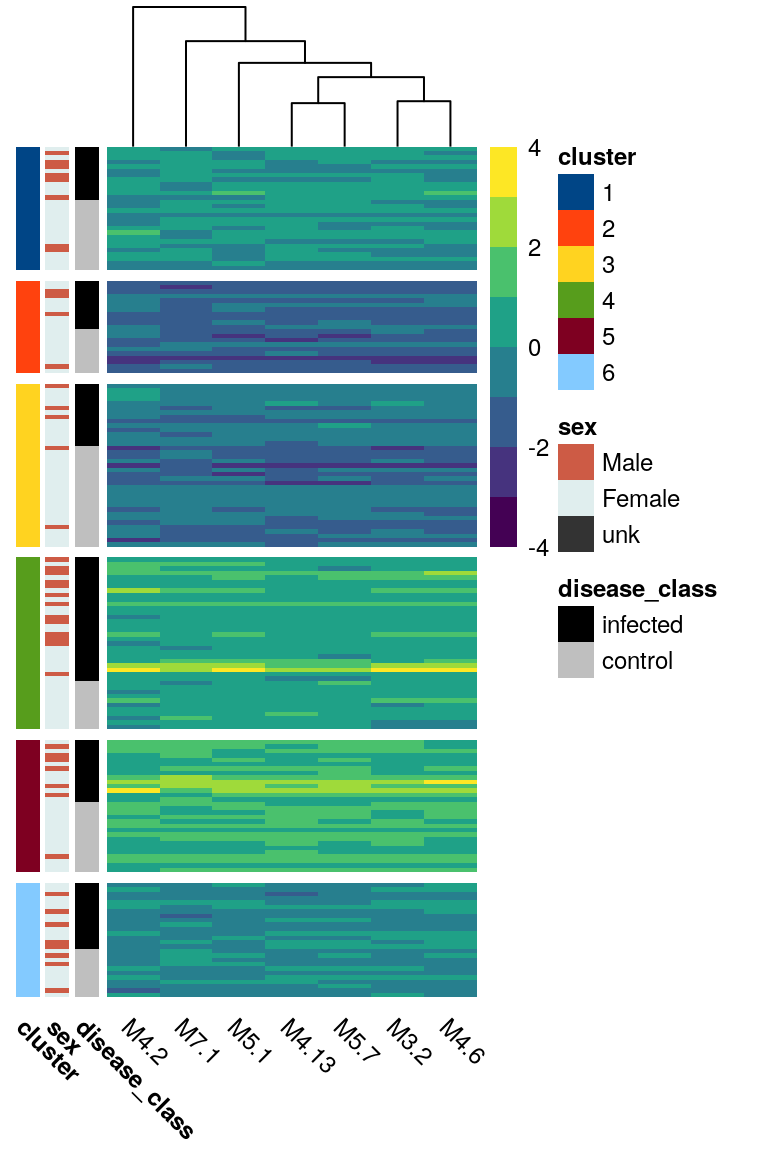 4
2
0
-2
-4
cluster
1
2
3
4
5
6
sex
Male
Female
unk
disease_class
infected
control
cluster
sex
disease_class
M4.2
M7.1
M5.1
M4.13
M5.7
M3.2
M4.6